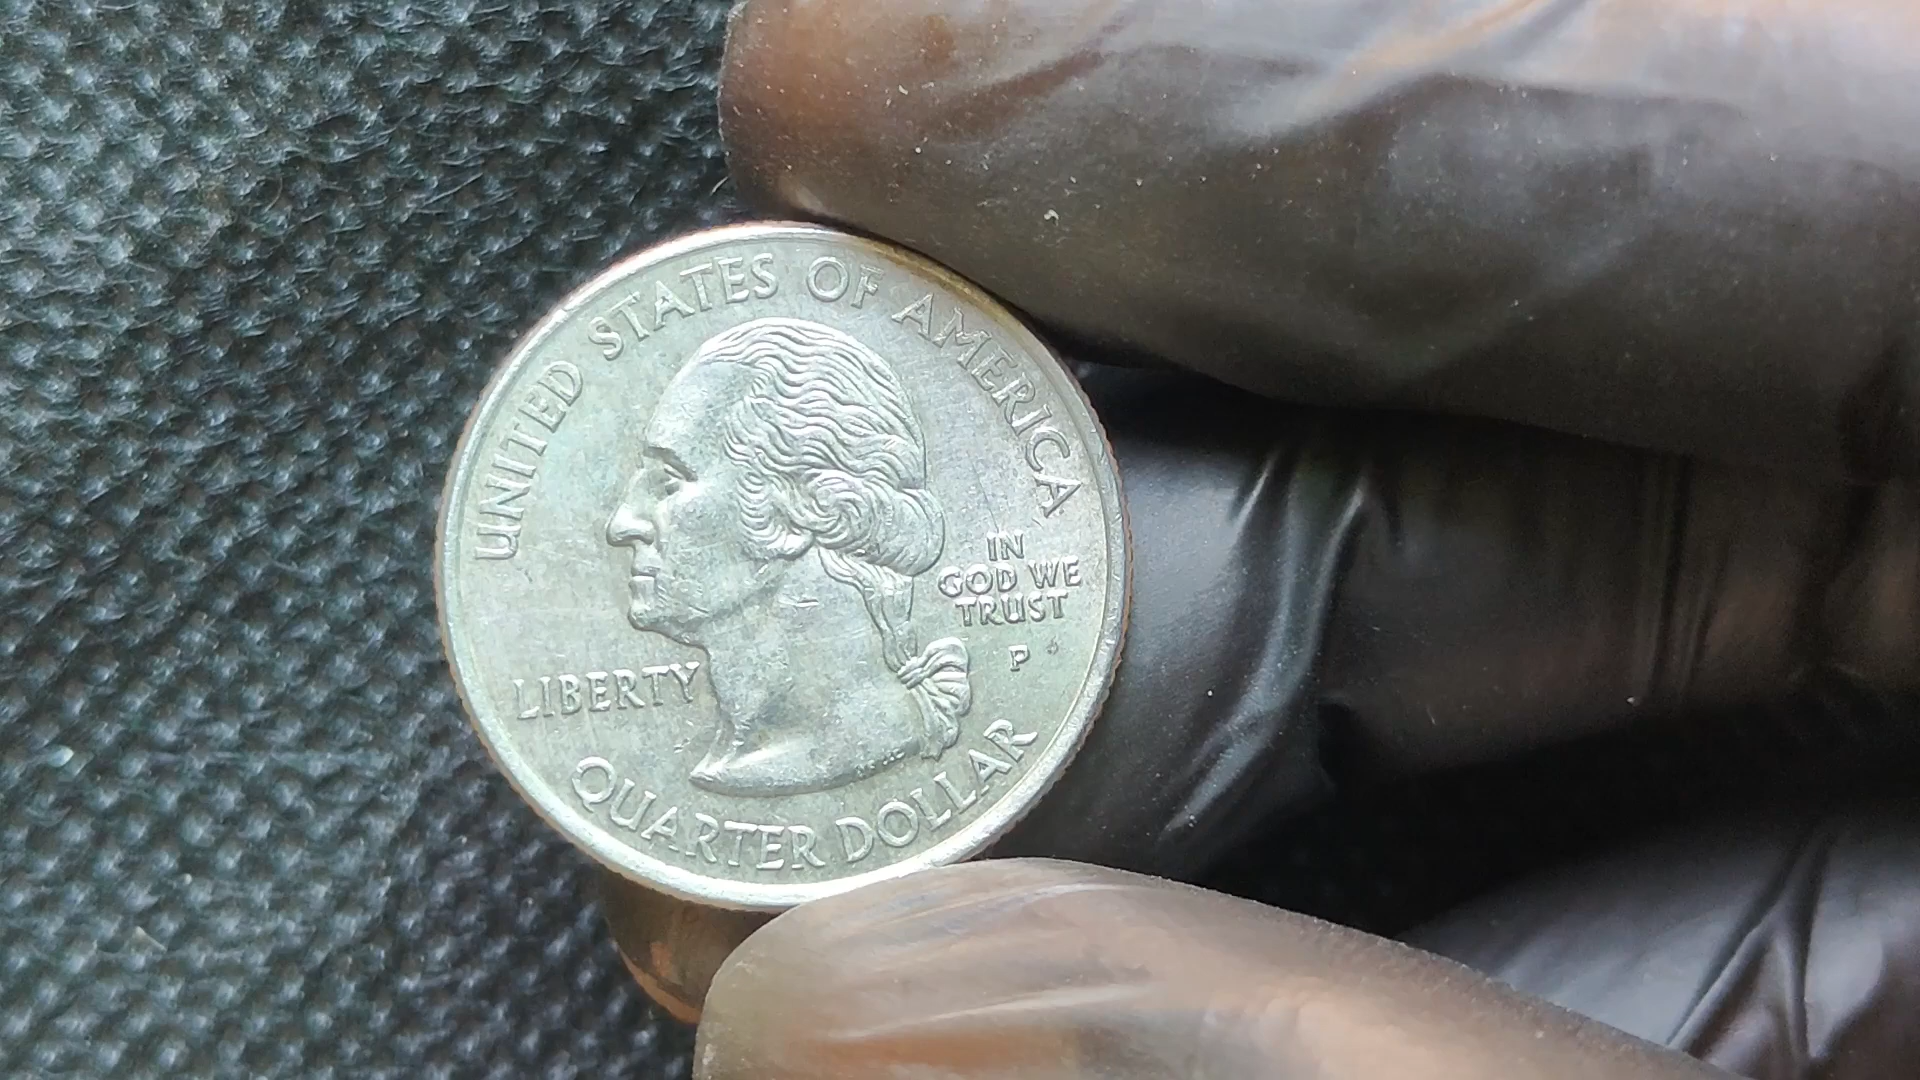 UNITED STATES OF AMERICA
IN
GOD WE
TRUST
P
LIBERTY
QUARTER DOLLAR